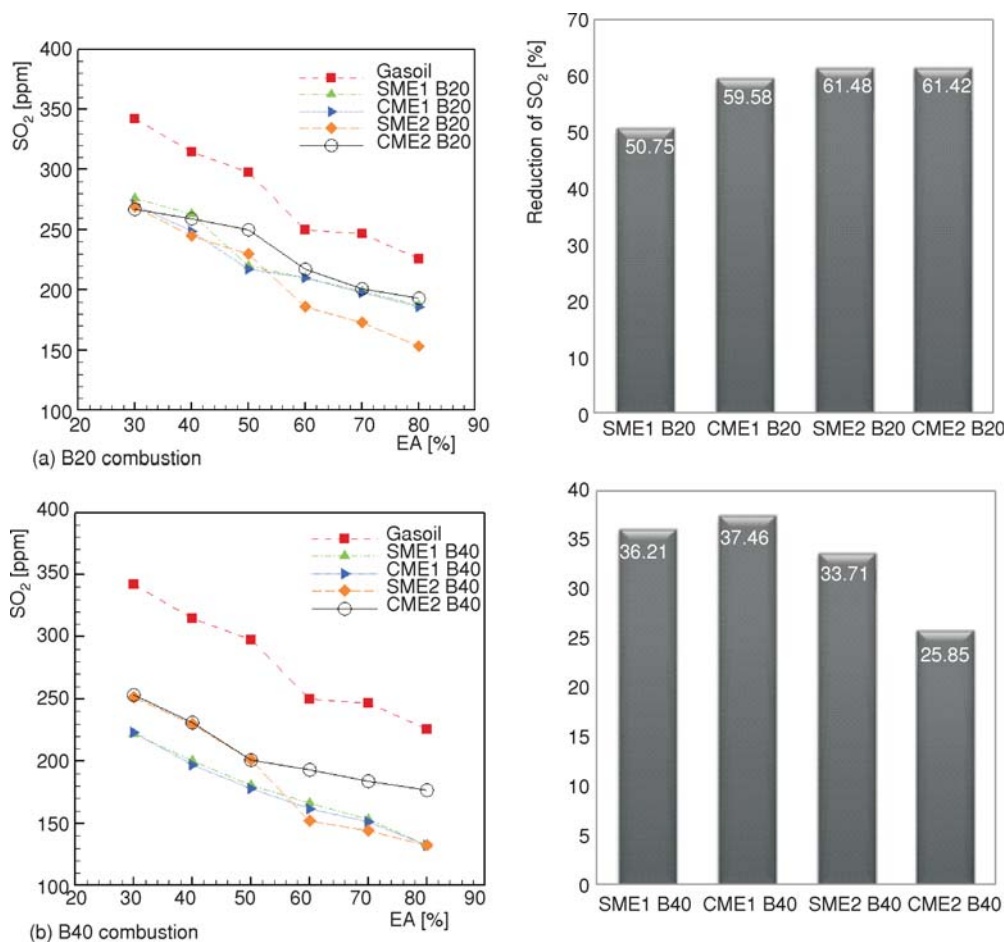 400
350
300
250
200
150
100
SO2 [ppm]
Gasoil
SME1 B20
CME1 B20
SME2 B20
CME2 B20
20 30 40 50 60 70 80 90
EA [%]
(a) B20 combustion
70
60
50
40
30
20
10
0
Reduction of SO2 [%]
50.75
59.58
61.48
61.42
SME1 B20 CME1 B20 SME2 B20 CME2 B20
400
350
300
250
200
150
100
SO2 [ppm]
Gasoil
SME1 B40
CME1 B40
SME2 B40
CME2 B40
20 30 40 50 60 70 80 90
EA [%]
(b) B40 combustion
40
35
30
25
20
15
10
5
0
36.21
37.46
33.71
25.85
SME1 B40 CME1 B40 SME2 B40 CME2 B40